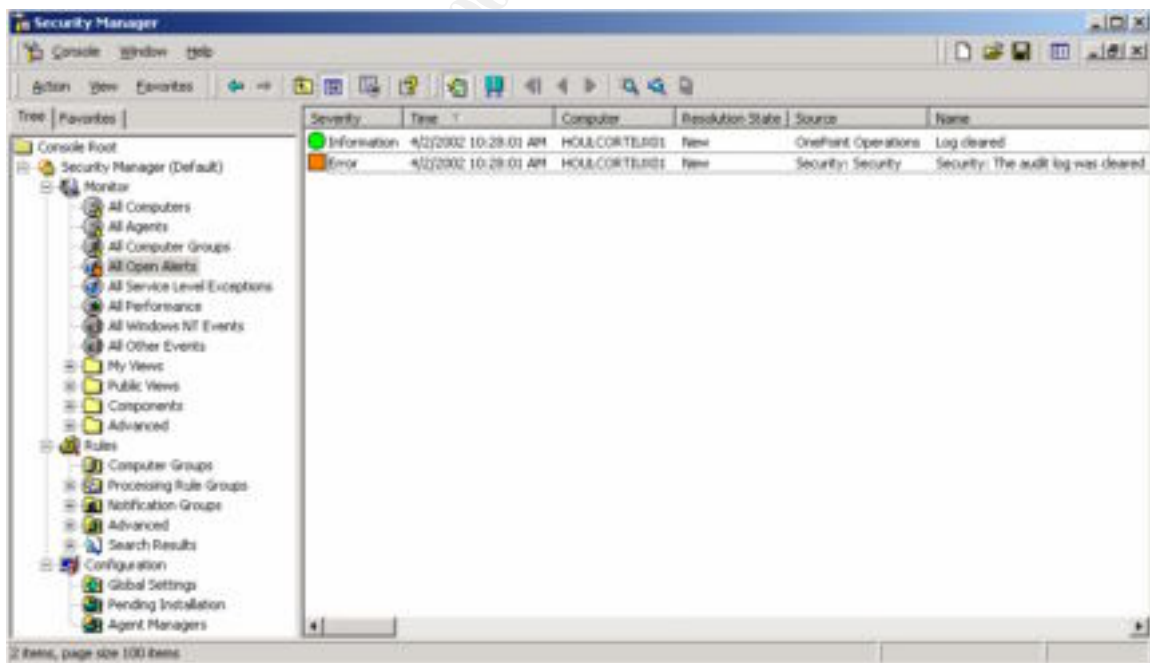 Security Manager
Console Window Help
Action View Favorites
Tree Favorites
Severity Time Computer Resolution State Source Name
Information 4/2/2002 10:28:01 AM New OnePoint Operations Log cleared
Error 4/2/2002 10:28:01 AM New Security: Security Security: The audit log was cleared
Console Root
Security Manager (Default)
Monitor
All Computers
All Agents
All Computer Groups
All Open Alerts
All Service Level Exceptions
All Performance
All Windows NT Events
All Other Events
My Views
Public Views
Components
Advanced
Rules
Computer Groups
Processing Rule Groups
Notification Groups
Advanced
Search Results
Configuration
Global Settings
Pending Installation
Agent Managers
2 items, page size 100 items